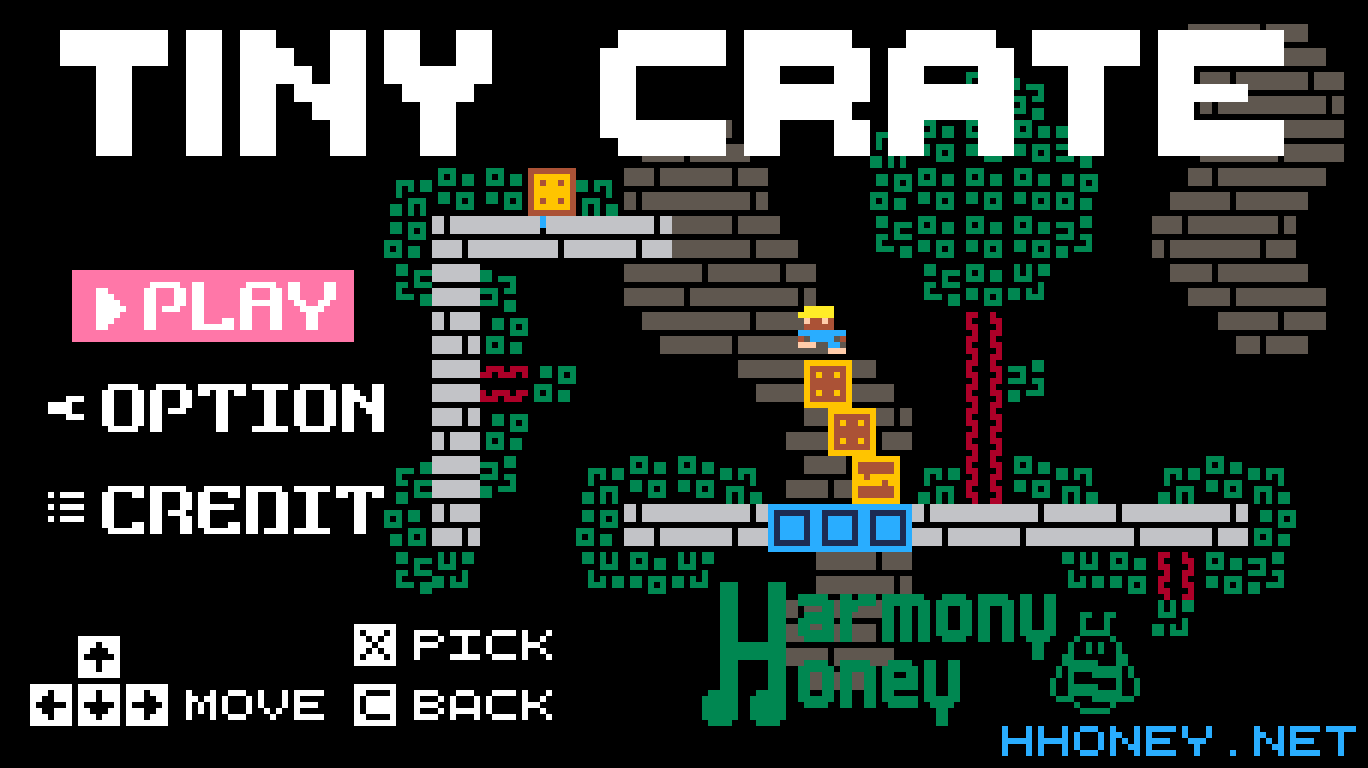 TINY CRATE
PLAY
OPTION
CREDIT
X PICK
MOVE C BACK
Harmony
Honey
HHONEY.NET